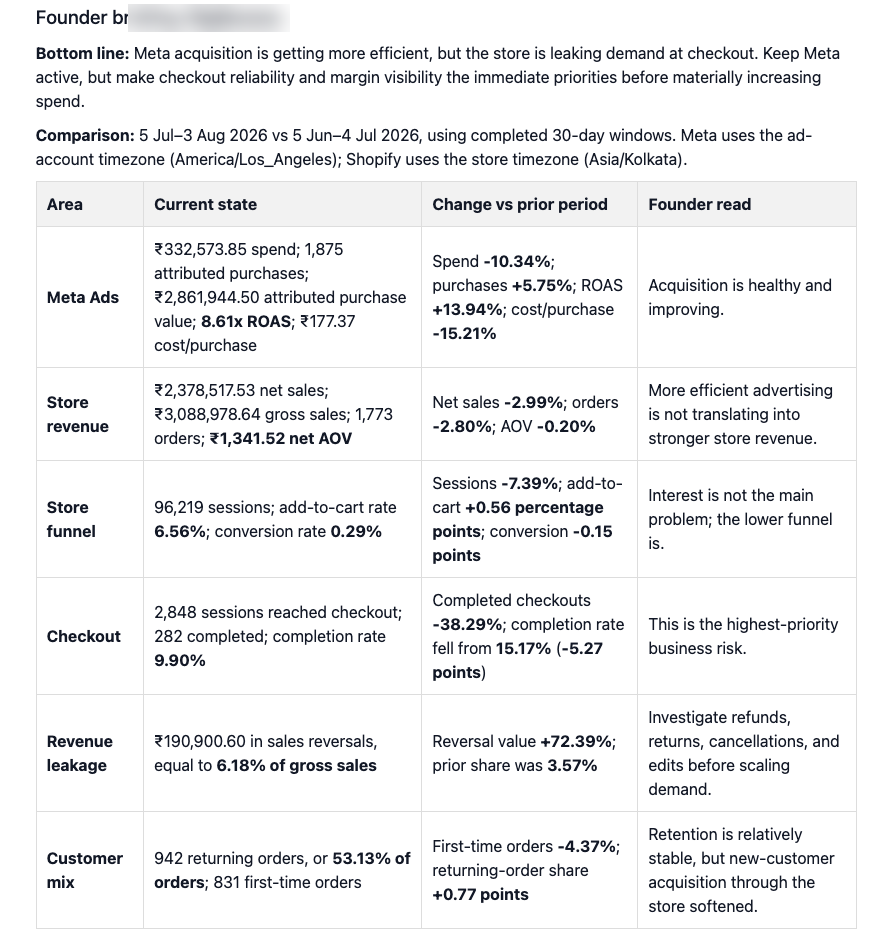 Founder
Bottom line: Meta acquisition is getting more efficient, but the store is leaking demand at checkout. Keep Meta
active, but make checkout reliability and margin visibility the immediate priorities before materially increasing
spend.
Comparison: 5 Jul–3 Aug 2026 vs 5 Jun–4 Jul 2026, using completed 30-day windows. Meta uses the ad-
account timezone (America/Los_Angeles); Shopify uses the store timezone (Asia/Kolkata).
Area
Current state
Change vs prior period
Founder read
Meta Ads
₹332,573.85 spend; 1,875
attributed purchases;
₹2,861,944.50 attributed purchase
value; 8.61x ROAS; ₹177.37
cost/purchase
Spend -10.34%;
purchases +5.75%; ROAS
+13.94%; cost/purchase
-15.21%
Acquisition is healthy and
improving.
Store
revenue
₹2,378,517.53 net sales;
₹3,088,978.64 gross sales; 1,773
orders; ₹1,341.52 net AOV
Net sales -2.99%; orders
-2.80%; AOV -0.20%
More efficient advertising
is not translating into
stronger store revenue.
Store
funnel
96,219 sessions; add-to-cart rate
6.56%; conversion rate 0.29%
Sessions -7.39%; add-to-
cart +0.56 percentage
points; conversion -0.15
points
Interest is not the main
problem; the lower funnel
is.
Checkout
2,848 sessions reached checkout;
282 completed; completion rate
9.90%
Completed checkouts
-38.29%; completion rate
fell from 15.17% (-5.27
points)
This is the highest-priority
business risk.
Revenue
leakage
₹190,900.60 in sales reversals,
equal to 6.18% of gross sales
Reversal value +72.39%;
prior share was 3.57%
Investigate refunds,
returns, cancellations, and
edits before scaling
demand.
Customer
mix
942 returning orders, or 53.13% of
orders; 831 first-time orders
First-time orders -4.37%;
returning-order share
+0.77 points
Retention is relatively
stable, but new-customer
acquisition through the
store softened.